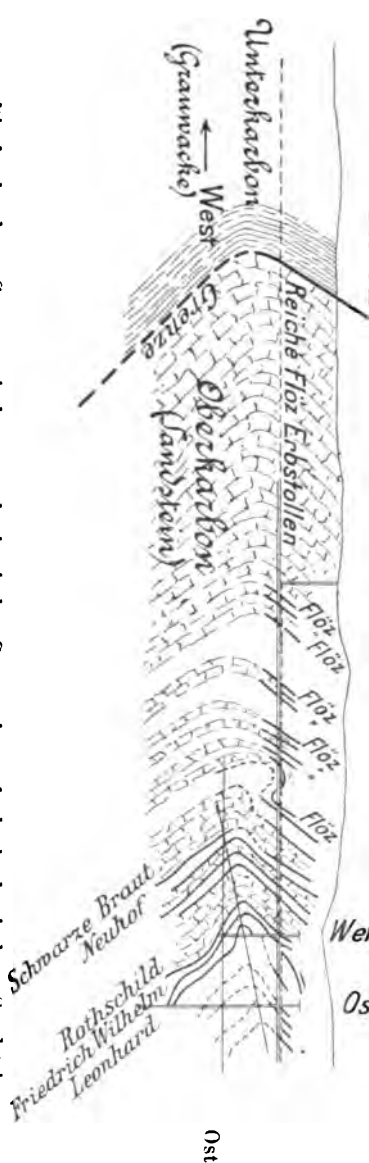 Unterkarbon
(Grauwacke)
West
Grenze
Reiche Flöz Erbstollen
Oberkarbon
(Sandstein)
Flöz
Flöz
Flöz
Flöz
Flöz
Schwarze Braut
Neuhof
Rothschild
Friedrich Wilhelm
Leonhard
Ost